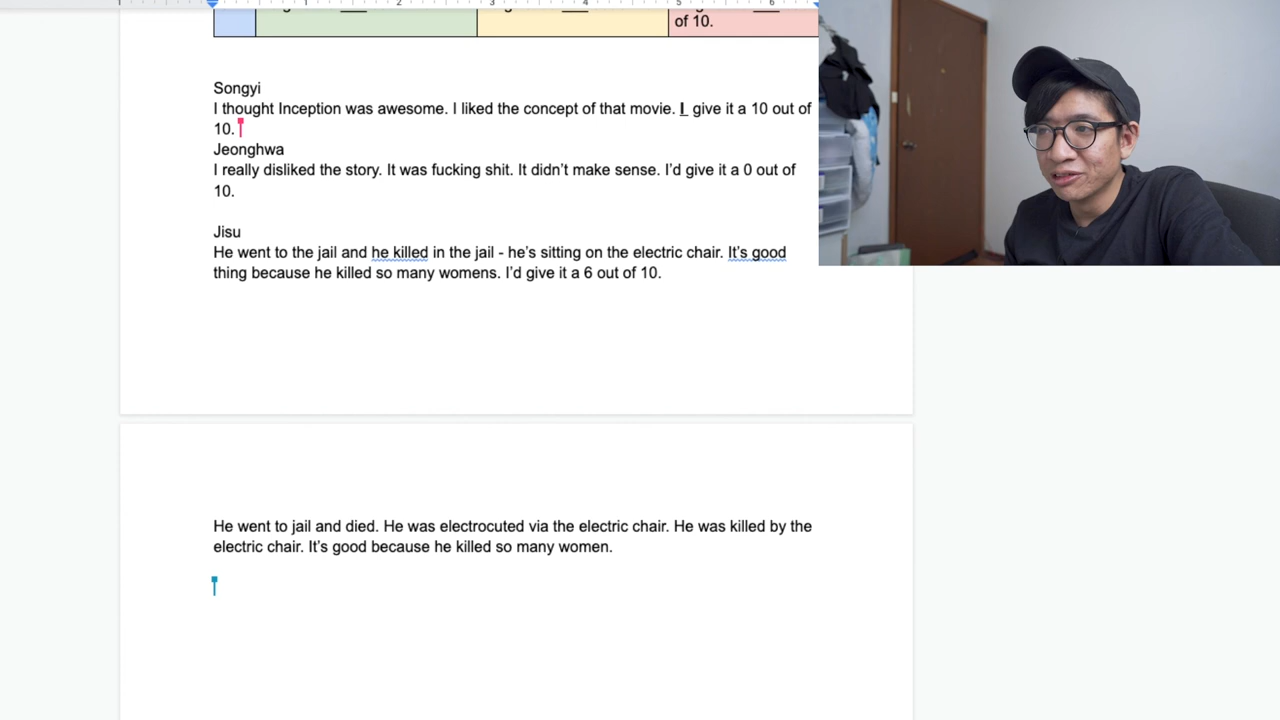 of 10.
Songyi
I thought Inception was awesome. I liked the concept of that movie. I give it a 10 out of
10.
Jeonghwa
I really disliked the story. It was fucking shit. It didn’t make sense. I’d give it a 0 out of
10.
Jisu
He went to the jail and he killed in the jail - he’s sitting on the electric chair. It’s good
thing because he killed so many womens. I’d give it a 6 out of 10.
He went to jail and died. He was electrocuted via the electric chair. He was killed by the
electric chair. It’s good because he killed so many women.